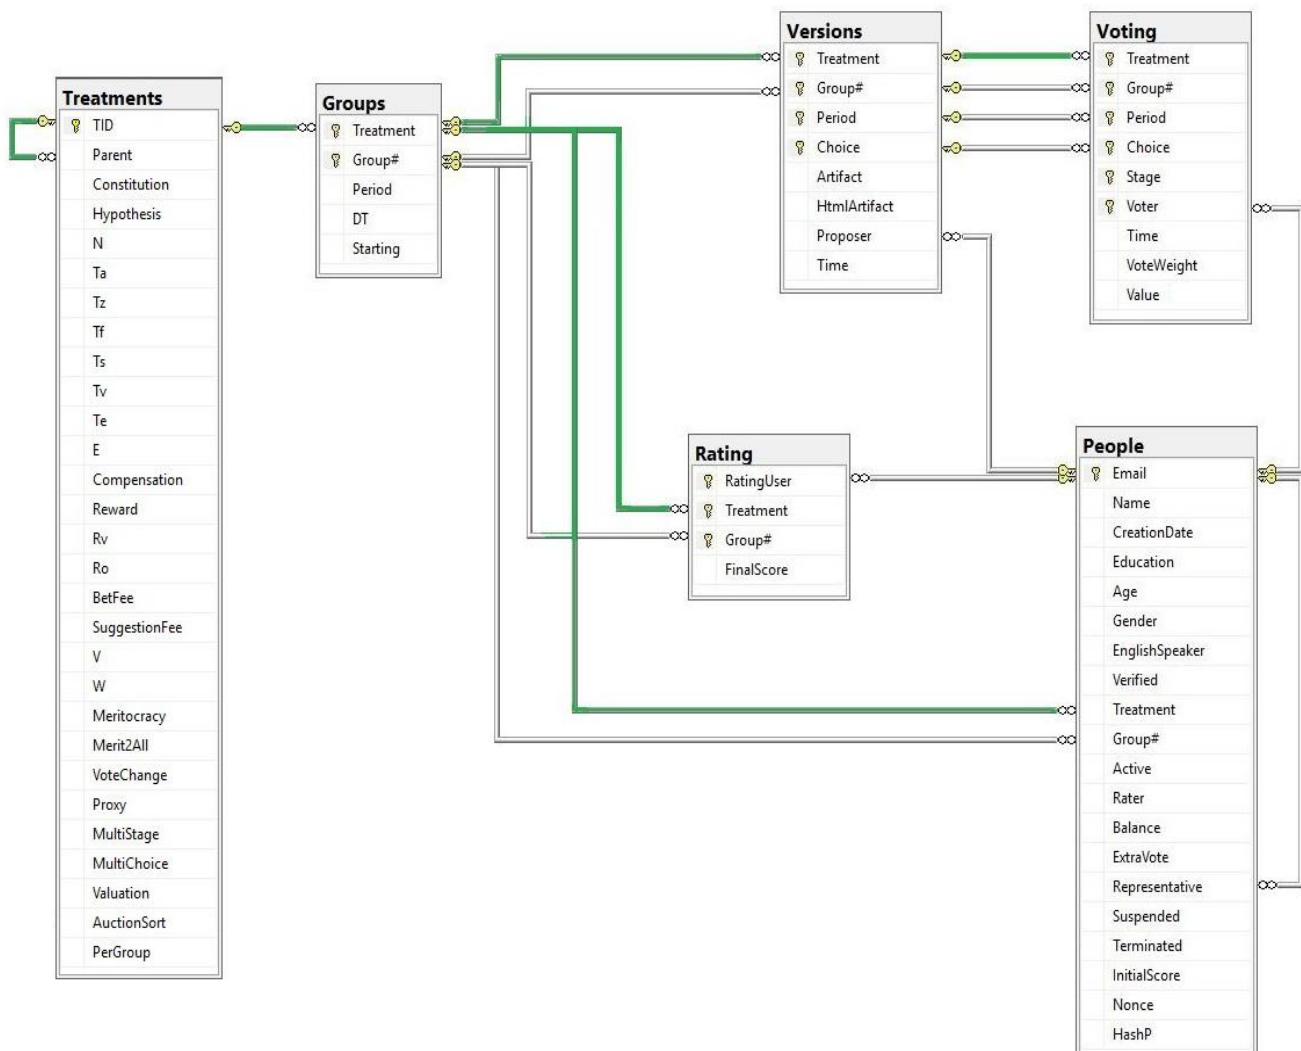 Treatments
TID
Parent
Constitution
Hypothesis
N
Ta
Tz
Tf
Ts
Tv
Te
E
Compensation
Reward
Rv
Ro
BetFee
SuggestionFee
V
W
Meritocracy
Merit2All
VoteChange
Proxy
MultiStage
MultiChoice
Valuation
AuctionSort
PerGroup
Groups
Treatment
Group#
Period
DT
Starting
Versions
Treatment
Group#
Period
Choice
Artifact
HtmlArtifact
Proposer
Time
Voting
Treatment
Group#
Period
Choice
Stage
Voter
Time
VoteWeight
Value
Rating
RatingUser
Treatment
Group#
FinalScore
People
Email
Name
CreationDate
Education
Age
Gender
EnglishSpeaker
Verified
Treatment
Group#
Active
Rater
Balance
ExtraVote
Representative
Suspended
Terminated
InitialScore
Nonce
HashP